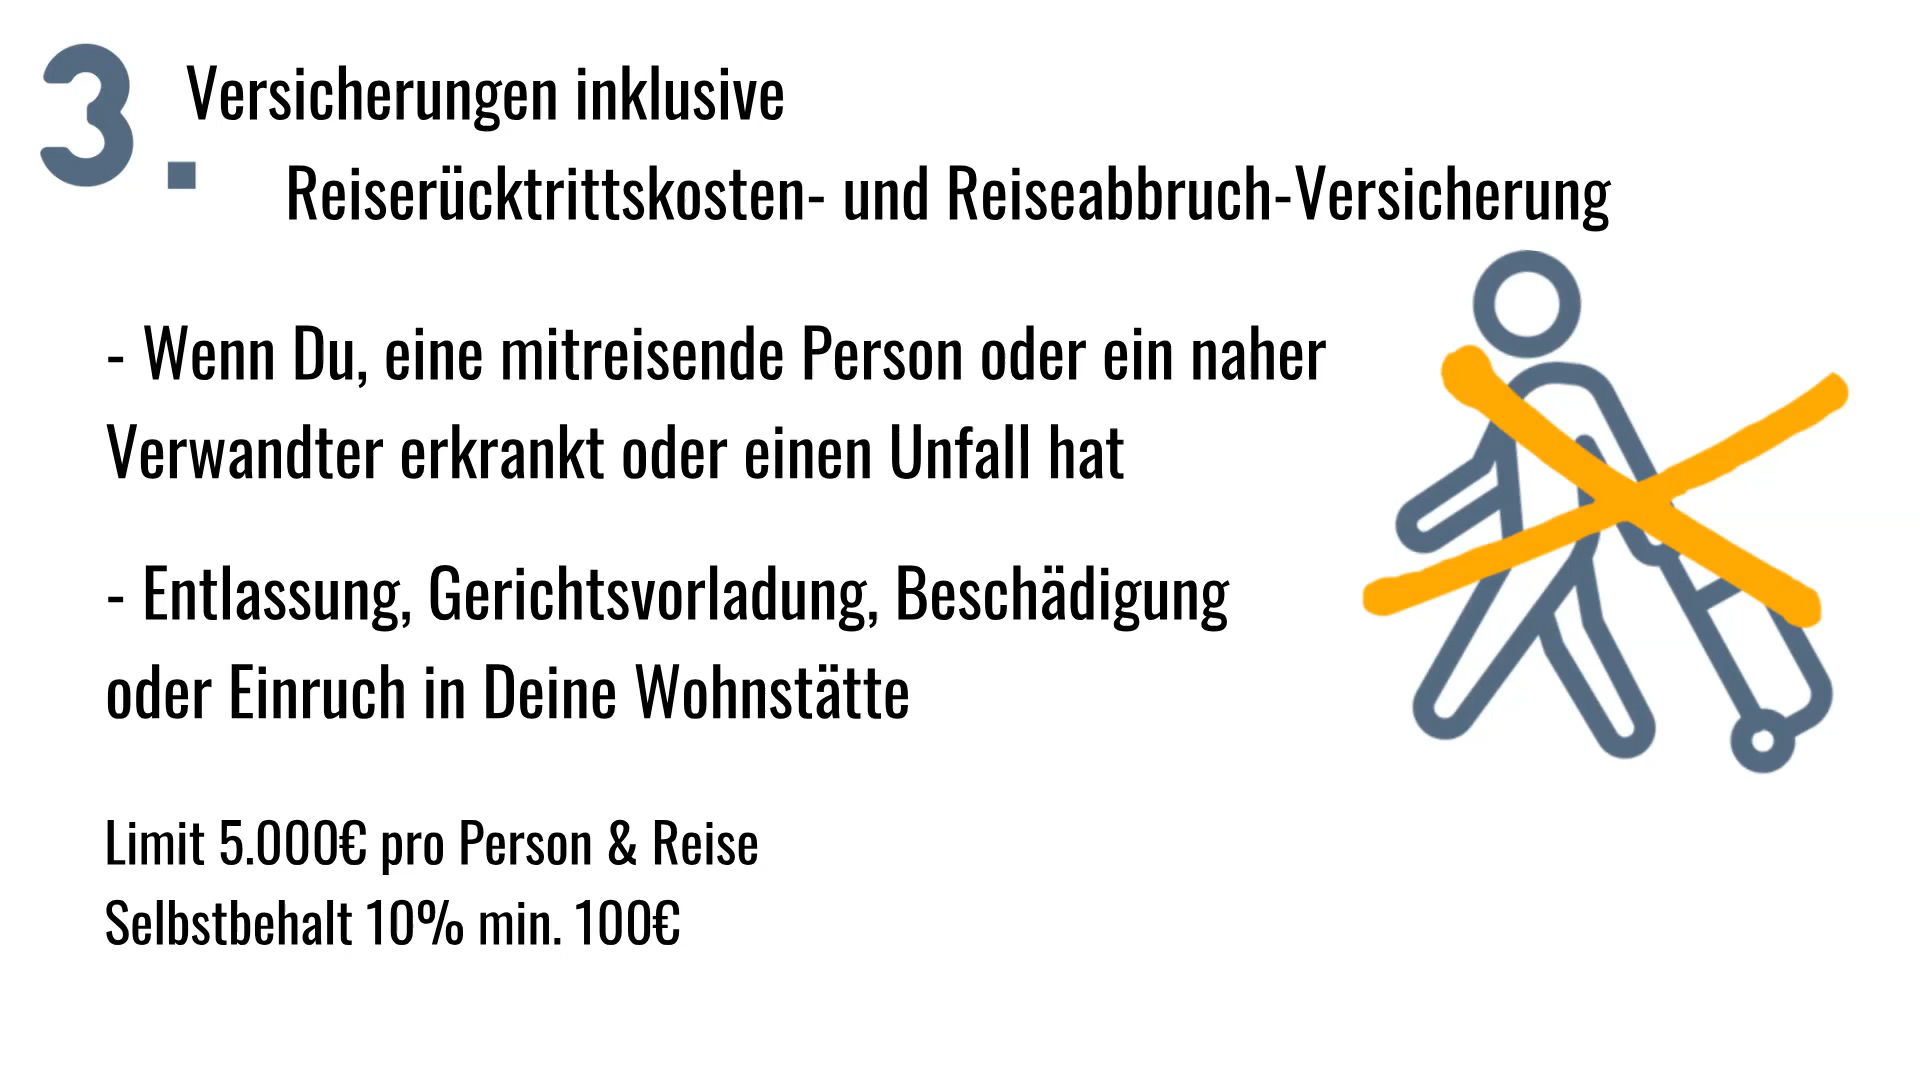 3. Versicherungen inklusive
Reiserücktrittskosten- und Reiseabbruch-Versicherung
- Wenn Du, eine mitreisende Person oder ein naher
Verwandter erkrankt oder einen Unfall hat
- Entlassung, Gerichtsvorladung, Beschädigung
oder Einruch in Deine Wohnstätte
Limit 5.000€ pro Person & Reise
Selbstbehalt 10% min. 100€